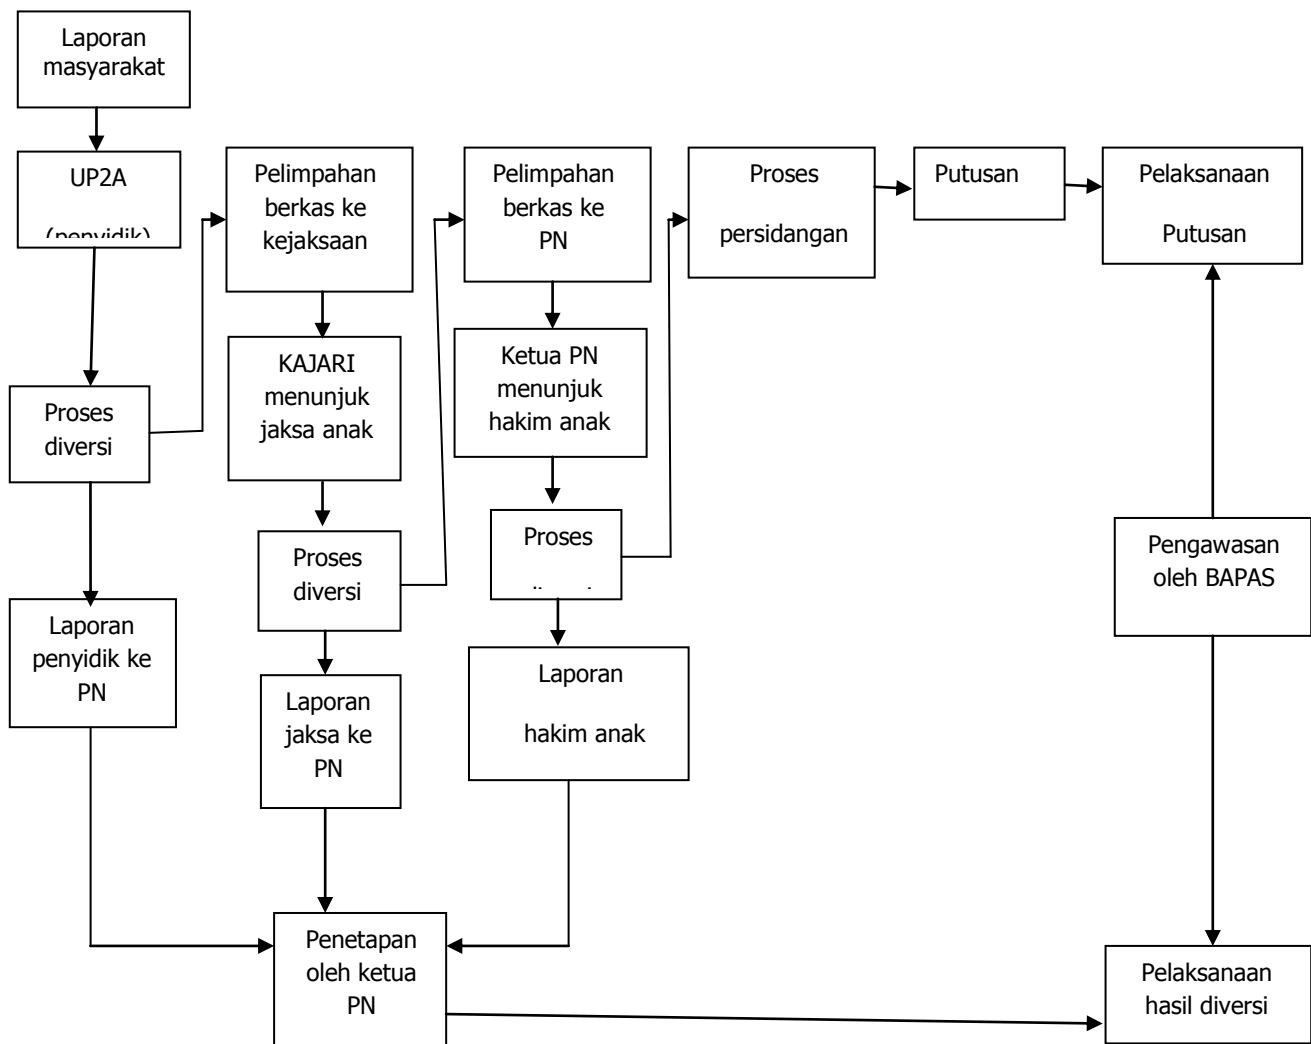 Laporan
masyarakat
UP2A
(penyidik)
Pelimpahan
berkas ke
kejaksaan
Pelimpahan
berkas ke
PN
Proses
persidangan
Putusan
Pelaksanaan
Putusan
KAJARI
menunjuk
jaksa anak
Ketua PN
menunjuk
hakim anak
Proses
diversi
Proses
diversi
Proses
Pengawasan
oleh BAPAS
Laporan
penyidik ke
PN
Laporan
jaksa ke
PN
Laporan
hakim anak
Penetapan
oleh ketua
PN
Pelaksanaan
hasil diversi